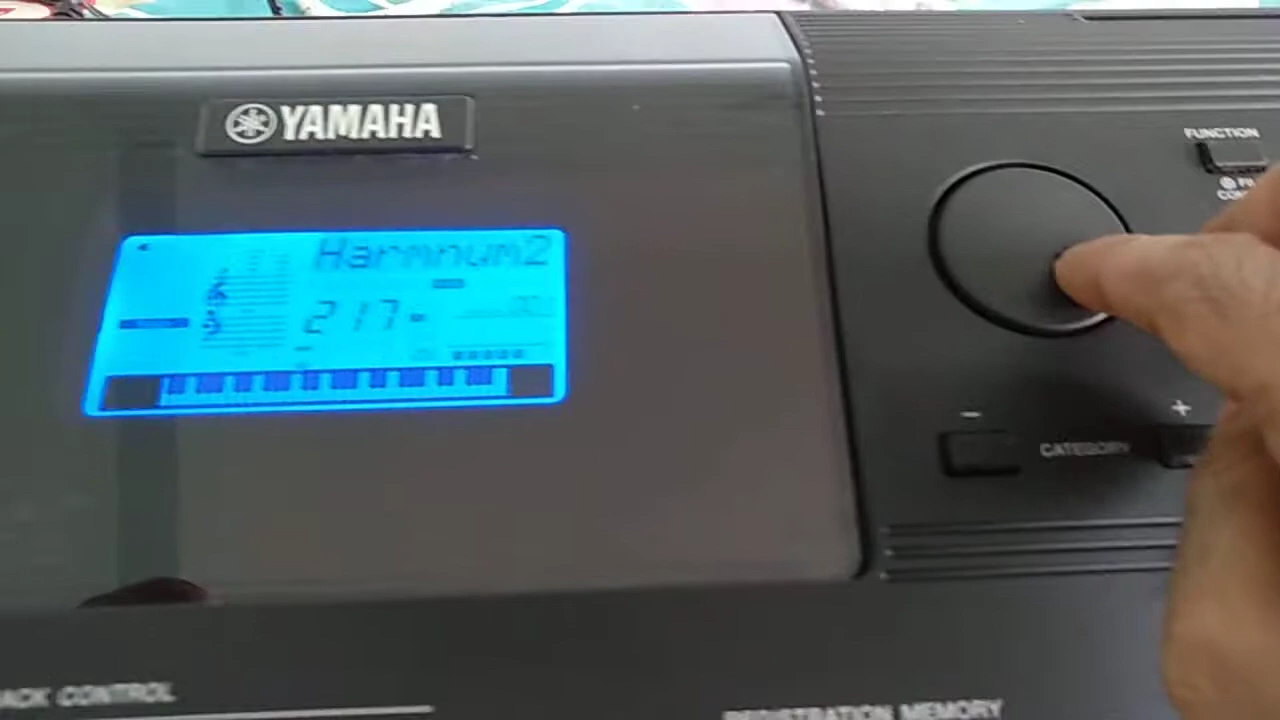 YAMAHA
FUNCTION
Harmnum2
217
-
+
CATEGORY
ACK CONTROL
REGISTRATION MEMORY